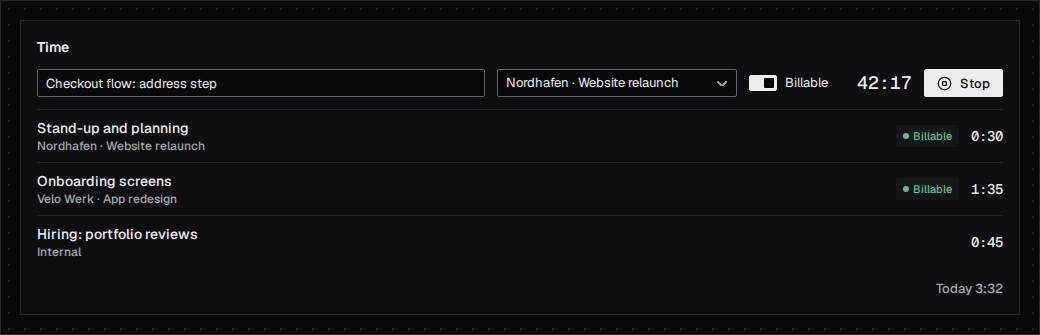 Time
Checkout flow: address step
Nordhafen · Website relaunch
Billable
42:17
Stop
Stand-up and planning
Nordhafen · Website relaunch
Billable
0:30
Onboarding screens
Velo Werk · App redesign
Billable
1:35
Hiring: portfolio reviews
Internal
0:45
Today 3:32